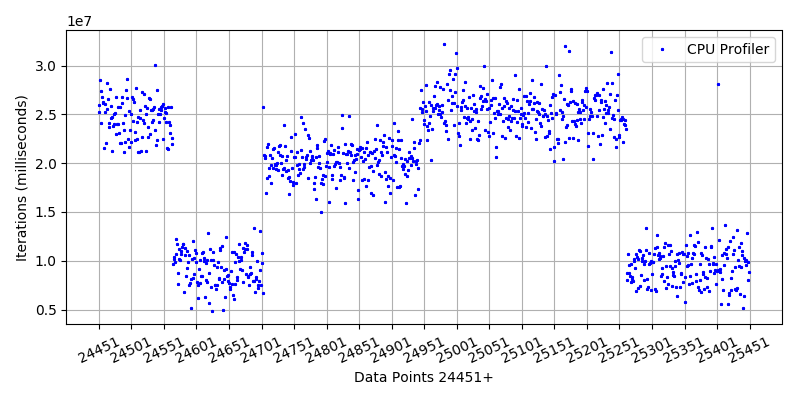 1e7
CPU Profiler
3.0
2.5
2.0
1.5
1.0
0.5
Iterations (milliseconds)
24451 24501 24551 24601 24651 24701 24751 24801 24851 24901 24951 25001 25051 25101 25151 25201 25251 25301 25351 25401 25451
Data Points 24451+